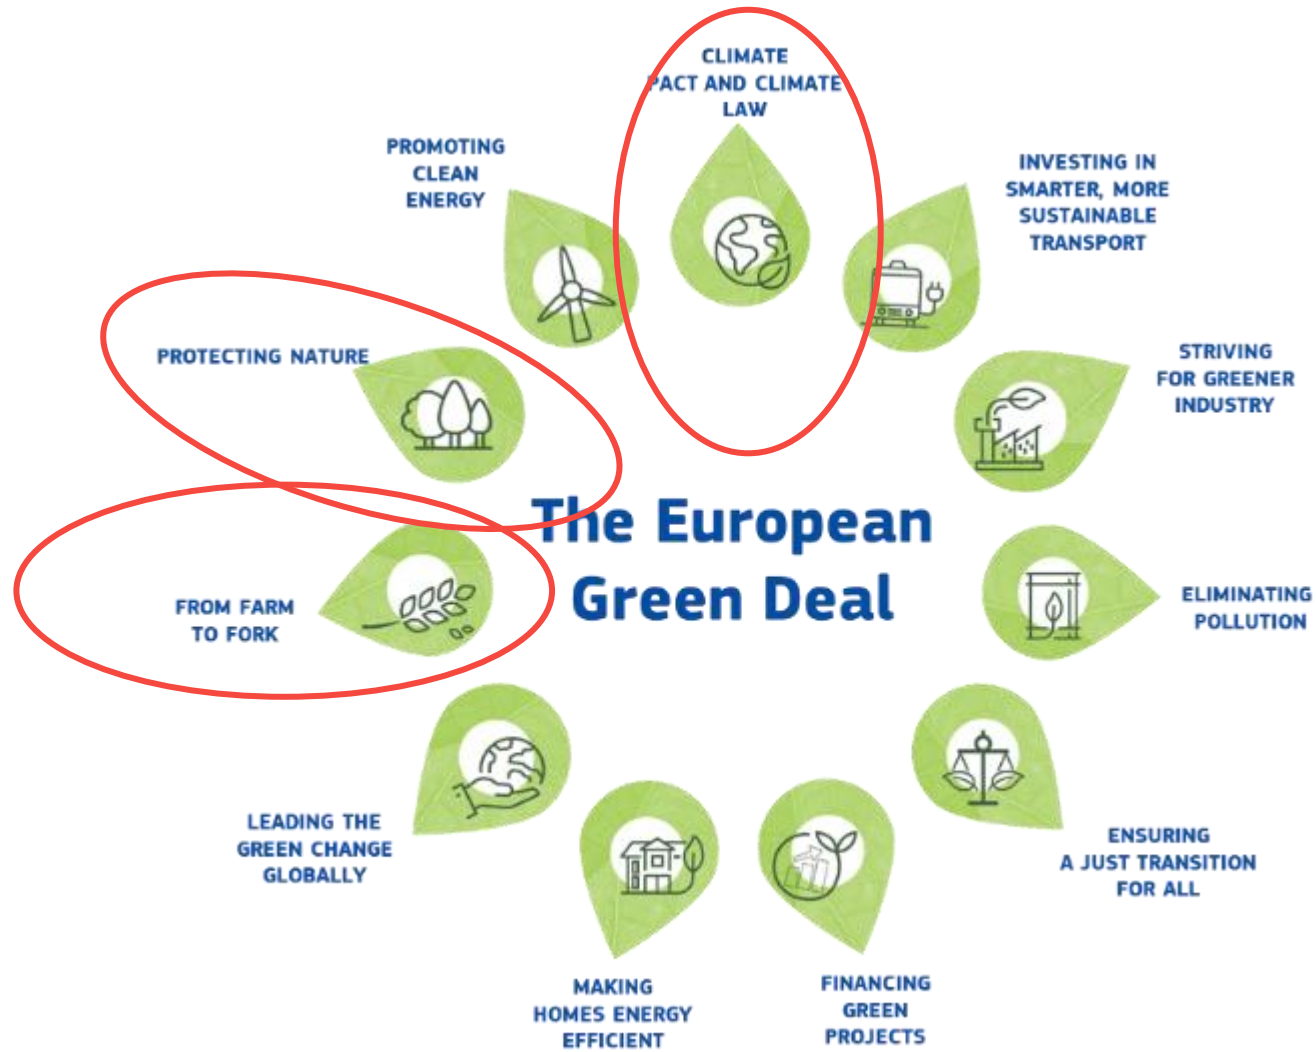 CLIMATE
PACT AND CLIMATE
LAW
PROMOTING
CLEAN
ENERGY
INVESTING IN
SMARTER, MORE
SUSTAINABLE
TRANSPORT
PROTECTING NATURE
STRIVING
FOR GREENER
INDUSTRY
The European
Green Deal
FROM FARM
TO FORK
ELIMINATING
POLLUTION
LEADING THE
GREEN CHANGE
GLOBALLY
ENSURING
A JUST TRANSITION
FOR ALL
MAKING
HOMES ENERGY
EFFICIENT
FINANCING
GREEN
PROJECTS